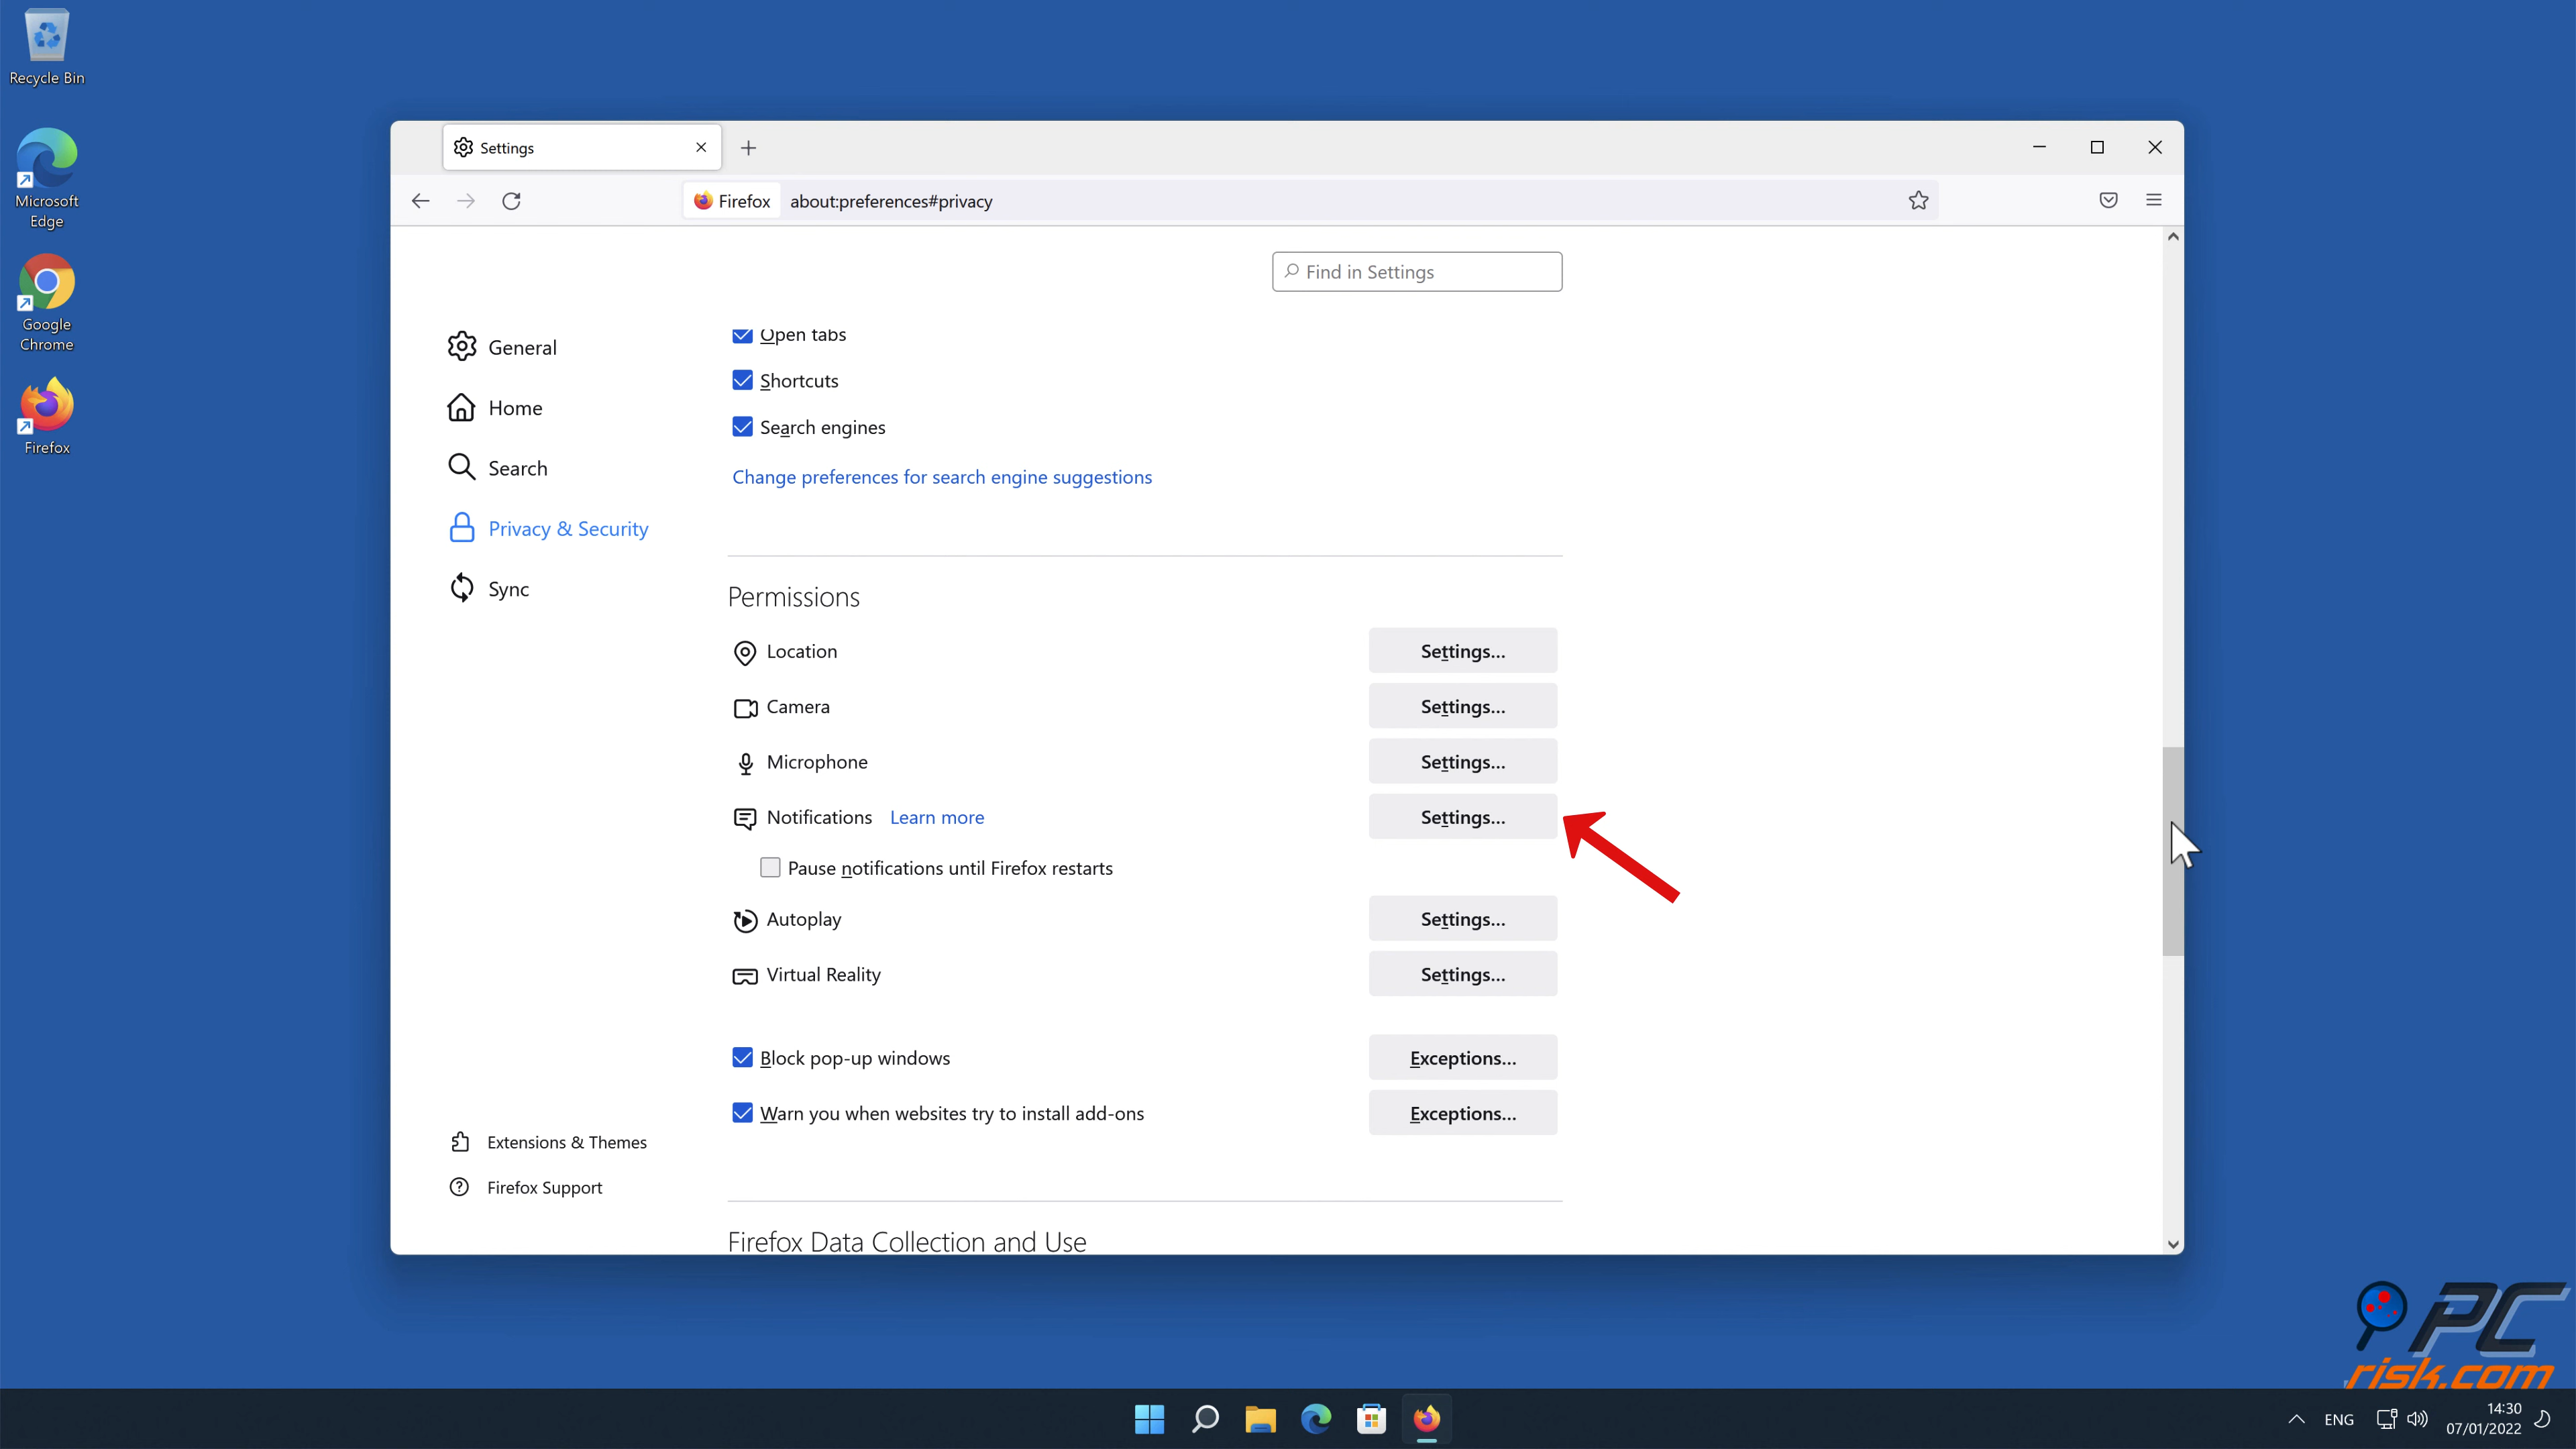 Recycle Bin
Microsoft
Edge
Google
Chrome
Firefox
Settings
Firefox about:preferences#privacy
Find in Settings
General
Home
Search
Privacy & Security
Sync
Extensions & Themes
Firefox Support
Open tabs
Shortcuts
Search engines
Change preferences for search engine suggestions
Permissions
Location Settings...
Camera Settings...
Microphone Settings...
Notifications Learn more Settings...
Pause notifications until Firefox restarts
Autoplay Settings...
Virtual Reality Settings...
Block pop-up windows Exceptions...
Warn you when websites try to install add-ons Exceptions...
Firefox Data Collection and Use
PC
risk.com
ENG
14:30
07/01/2022